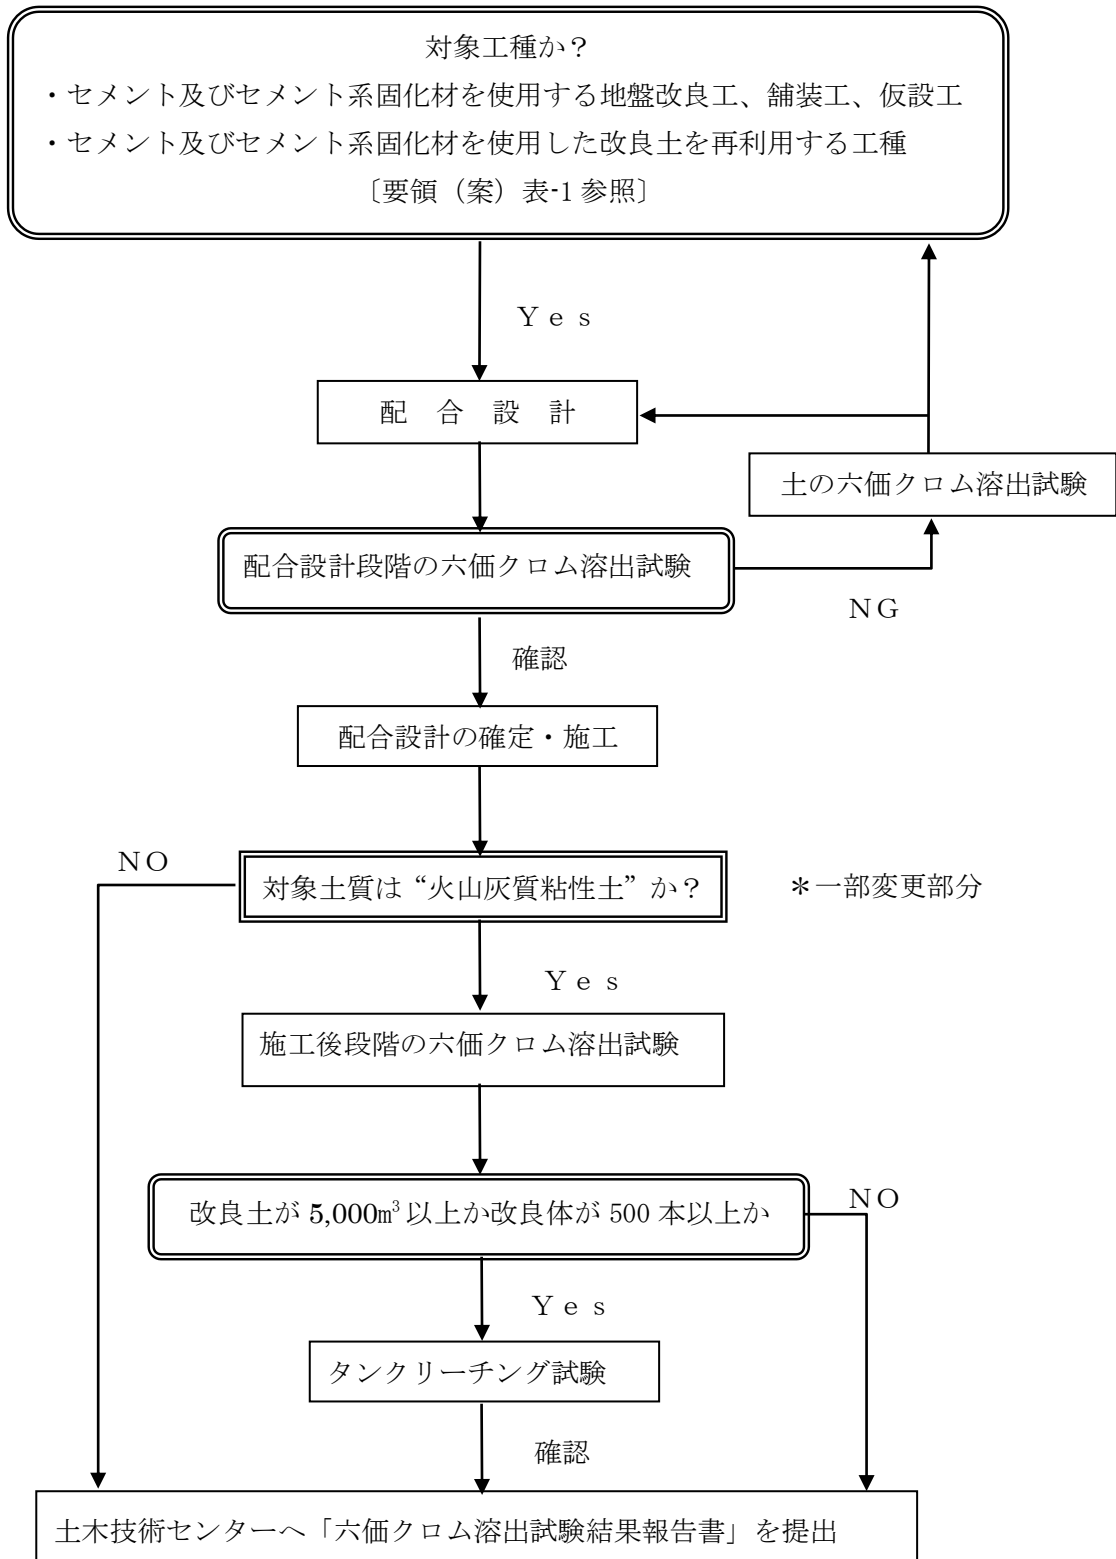 対象工種か？
・セメント及びセメント系固化材を使用する地盤改良工、舗装工、仮設工
・セメント及びセメント系固化材を使用した改良土を再利用する工種
〔要領（案）表-1 参照〕
Ｙｅｓ
配　合　設　計
土の六価クロム溶出試験
配合設計段階の六価クロム溶出試験
ＮＧ
確認
配合設計の確定・施工
ＮＯ
対象土質は“火山灰質粘性土”か？
＊一部変更部分
Ｙｅｓ
施工後段階の六価クロム溶出試験
改良土が 5,000㎥以上か改良体が 500 本以上か
ＮＯ
Ｙｅｓ
タンクリーチング試験
確認
土木技術センターへ「六価クロム溶出試験結果報告書」を提出